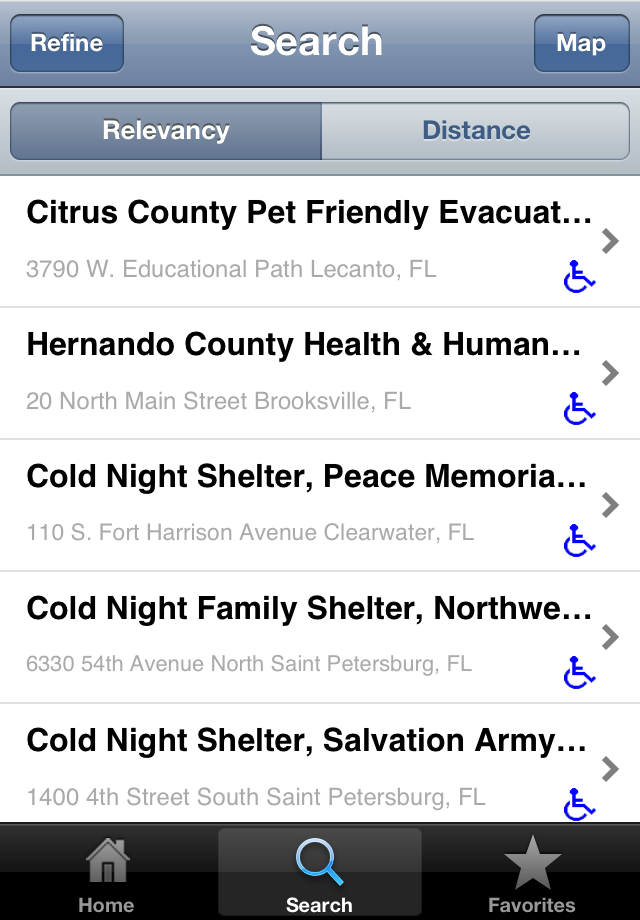 Refine
Search
Map
Relevancy
Distance
Citrus County Pet Friendly Evacuat...
3790 W. Educational Path Lecanto, FL
Hernando County Health & Human...
20 North Main Street Brooksville, FL
Cold Night Shelter, Peace Memoria...
110 S. Fort Harrison Avenue Clearwater, FL
Cold Night Family Shelter, Northwe...
6330 54th Avenue North Saint Petersburg, FL
Cold Night Shelter, Salvation Army...
1400 4th Street South Saint Petersburg, FL
Home
Search
Favorites